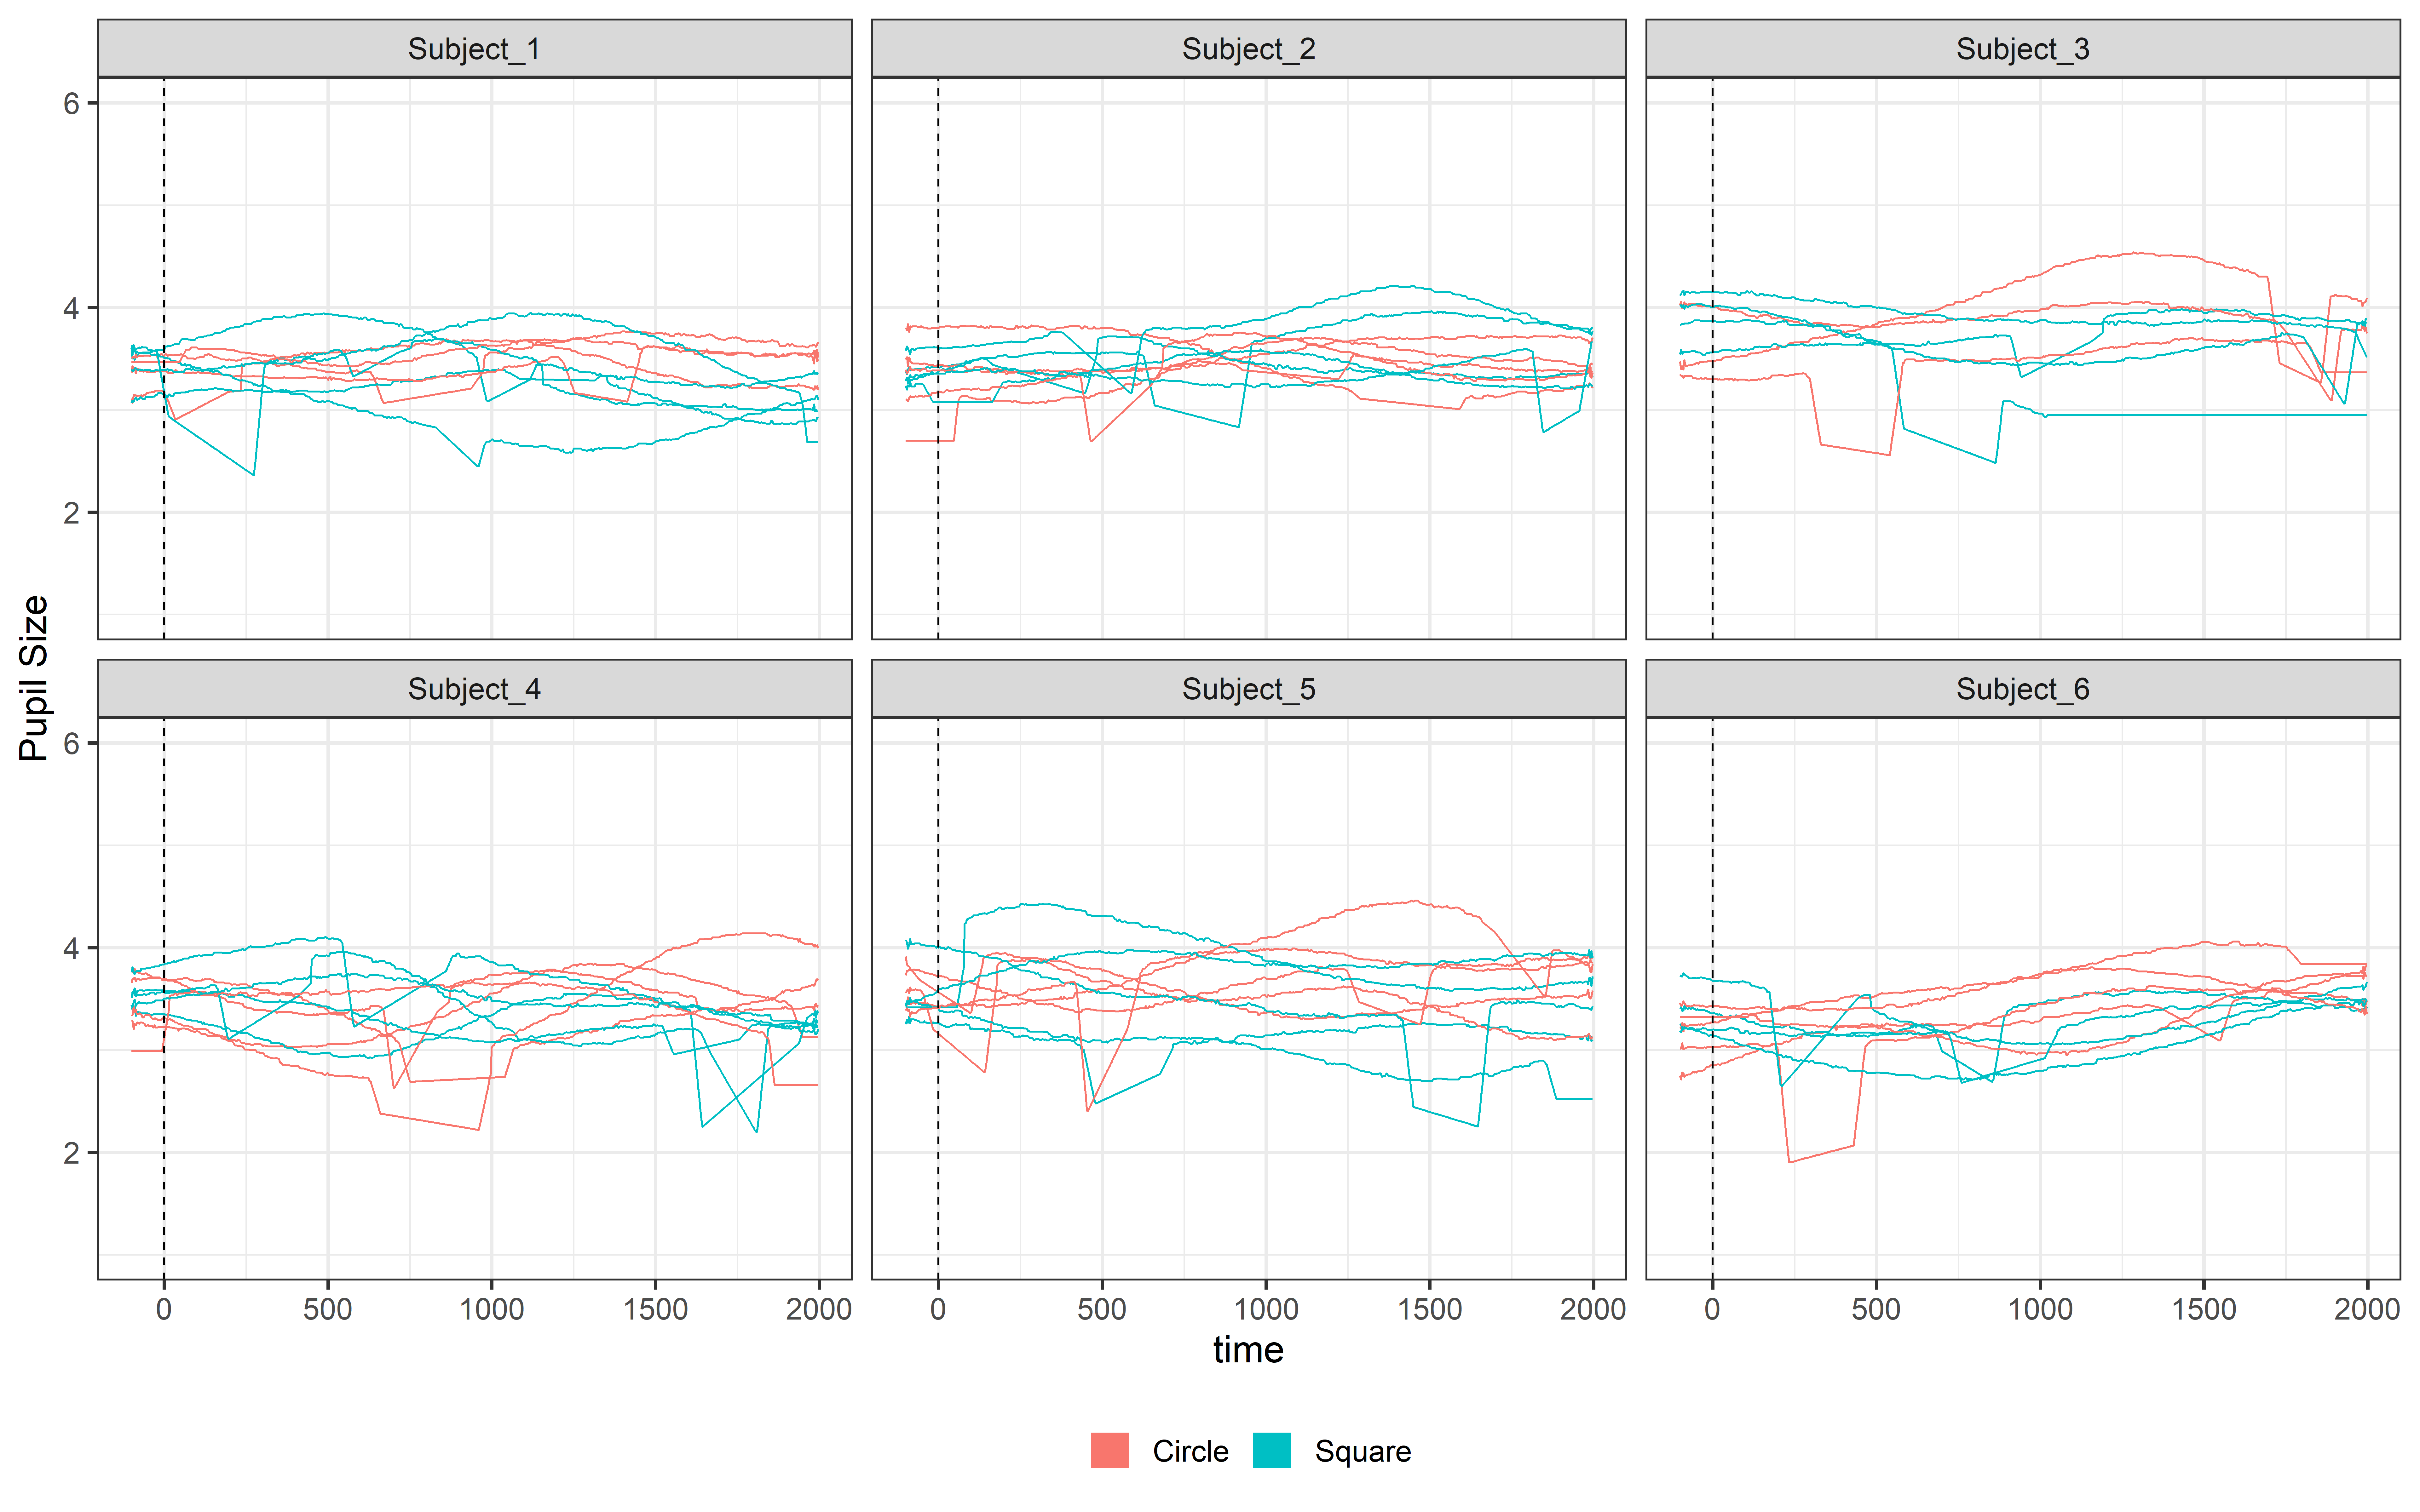 Subject_1 Subject_2 Subject_3
6
4
2
Subject_4 Subject_5 Subject_6
6
4
2
Pupil Size
0 500 1000 1500 2000 0 500 1000 1500 2000 0 500 1000 1500 2000
time
Circle Square